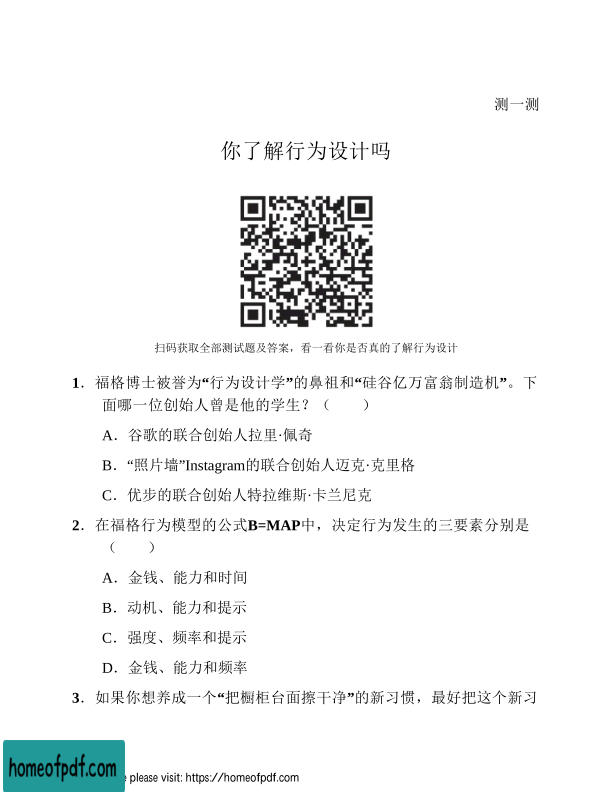 测一测
你了解行为设计吗
扫码获取全部测试题及答案，看一看你是否真的了解行为设计
1．福格博士被誉为“行为设计学”的鼻祖和“硅谷亿万富翁制造机”。下
面哪一位创始人曾是他的学生？（　　）
A．谷歌的联合创始人拉里·佩奇
B．“照片墙”Instagram的联合创始人迈克·克里格
C．优步的联合创始人特拉维斯·卡兰尼克
2．在福格行为模型的公式B=MAP中，决定行为发生的三要素分别是
（　　）
A．金钱、能力和时间
B．动机、能力和提示
C．强度、频率和提示
D．金钱、能力和频率
3．如果你想养成一个“把橱柜台面擦干净”的新习惯，最好把这个新习
homeofpdf.com
please visit: https://homeofpdf.com